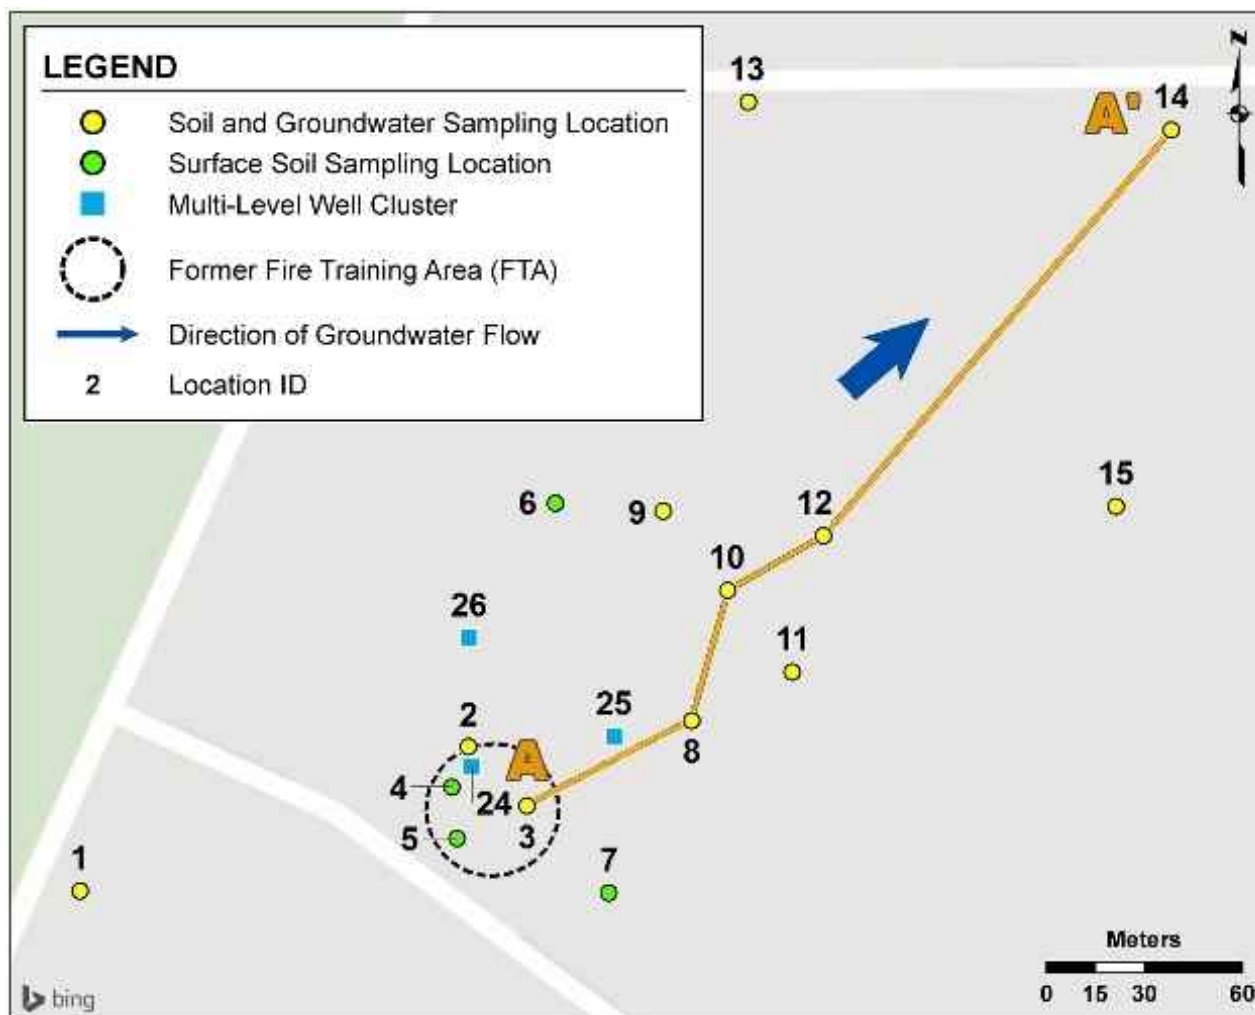 LEGEND
Soil and Groundwater Sampling Location
Surface Soil Sampling Location
Multi-Level Well Cluster
Former Fire Training Area (FTA)
Direction of Groundwater Flow
2 Location ID
13
A' 14
N
6
9
12
15
10
26
11
25
2
A
8
4
24
3
5
1
7
Meters
0 15 30 60
bing